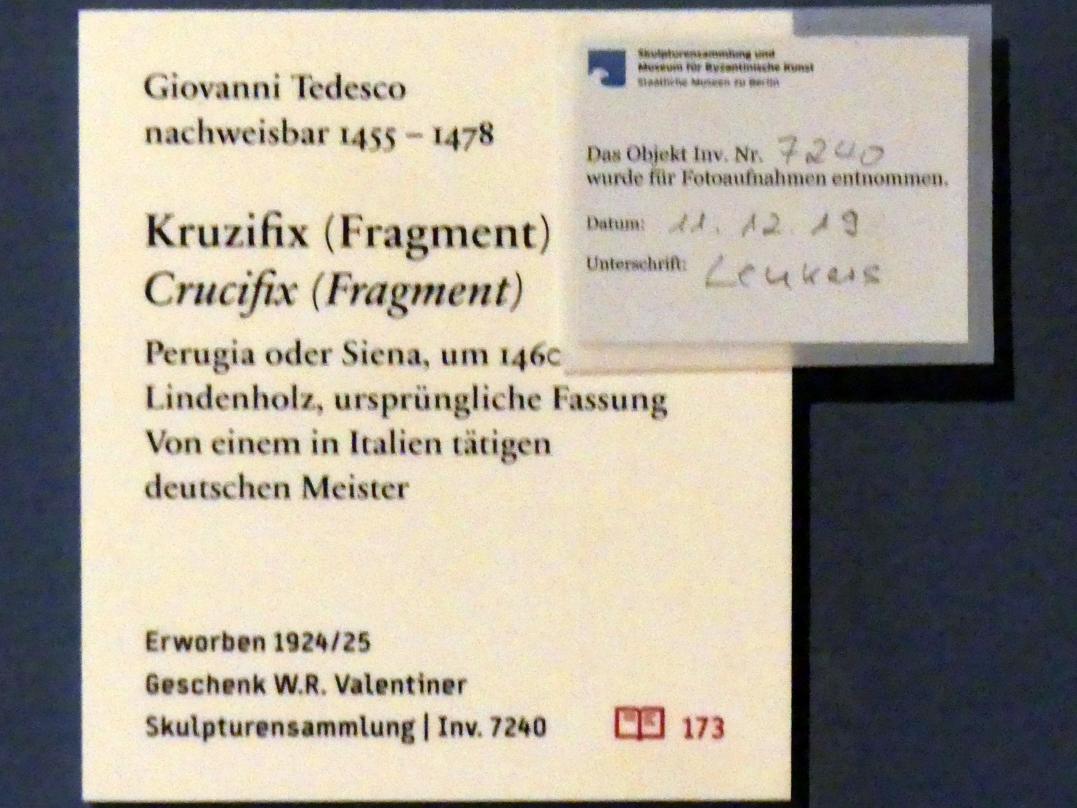 Giovanni Tedesco
nachweisbar 1455 – 1478
Kruzifix (Fragment)
Crucifix (Fragment)
Perugia oder Siena, um 1460
Lindenholz, ursprüngliche Fassung
Von einem in Italien tätigen
deutschen Meister
Erworben 1924/25
Geschenk W.R. Valentiner
Skulpturensammlung | Inv. 7240
173
Skulpturensammlung und
Museum für Byzantinische Kunst
Staatliche Museen zu Berlin
Das Objekt Inv. Nr. 7240
wurde für Fotoaufnahmen entnommen.
Datum: 11. 12. 19
Unterschrift: